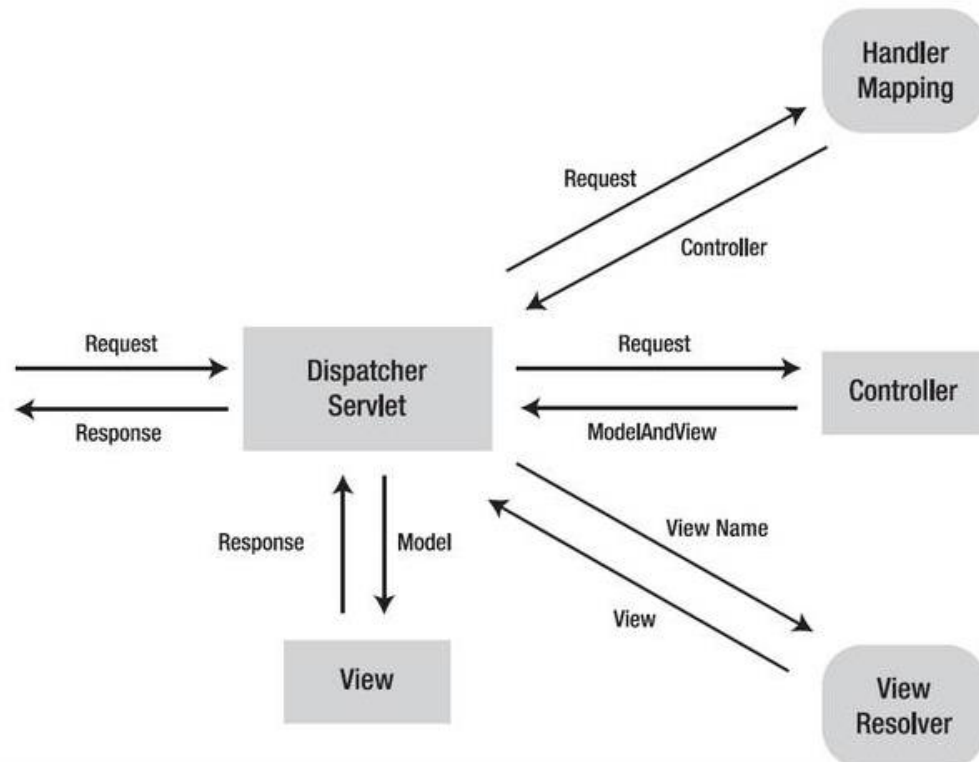 Handler
Mapping
Request
Controller
Request
Response
Dispatcher
Servlet
Request
ModelAndView
Controller
Response
Model
View Name
View
View
View
Resolver